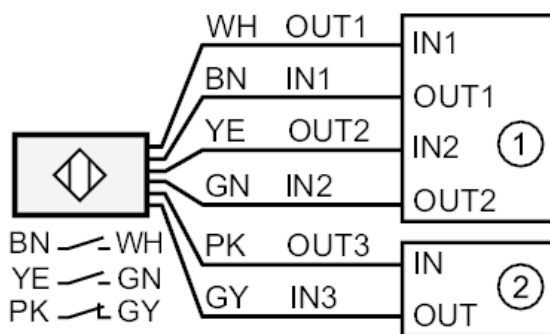 WH OUT1 IN1
BN IN1 OUT1
YE OUT2 IN2
1
GN IN2 OUT2
BN WH
PK OUT3 IN
YE GN
2
PK GY
GY IN3 OUT